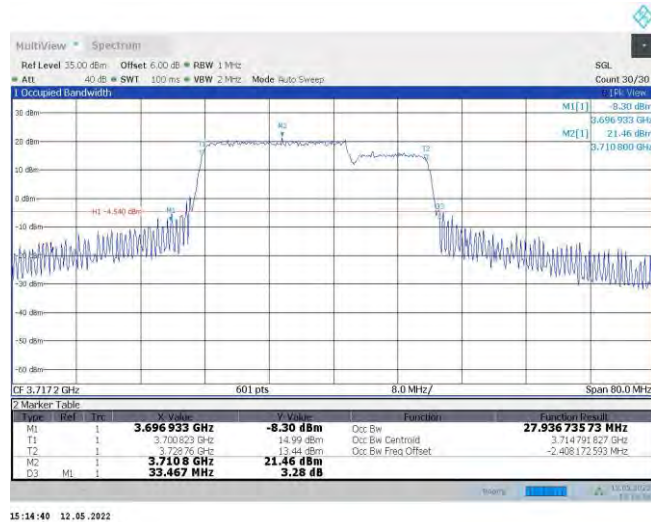 MultiView Spectrum
Ref Level 35.00 dBm Offset 6.00 dB RBW 1 MHz SGL
Att 40 dB SWT 100 ms VBW 2 MHz Mode Auto Sweep Count 30/30
1 Occupied Bandwidth 1Pk View
M1[1] -8.30 dBm
3.696 933 GHz
M2[1] 21.46 dBm
3.710 800 GHz
30 dBm
M2
T1
T2
20 dBm
10 dBm
0 dBm
H1 -4.540 dBm
M1
D3
-10 dBm
-20 dBm
-30 dBm
-40 dBm
-50 dBm
-60 dBm
CF 3.7172 GHz 601 pts 8.0 MHz/ Span 80.0 MHz
2 Marker Table
Type Ref Trc X-Value Y-Value Function Function Result
M1 1 3.696 933 GHz -8.30 dBm Occ Bw 27.936 735 73 MHz
T1 1 3.700 823 GHz 14.99 dBm Occ Bw Centroid 3.714 791 827 GHz
T2 1 3.728 76 GHz 13.44 dBm Occ Bw Freq Offset -2.408 172 593 MHz
M2 1 3.710 8 GHz 21.46 dBm
D3 M1 1 33.467 MHz 3.28 dB
Ready 12.05.2022
15:14:40 12.05.2022